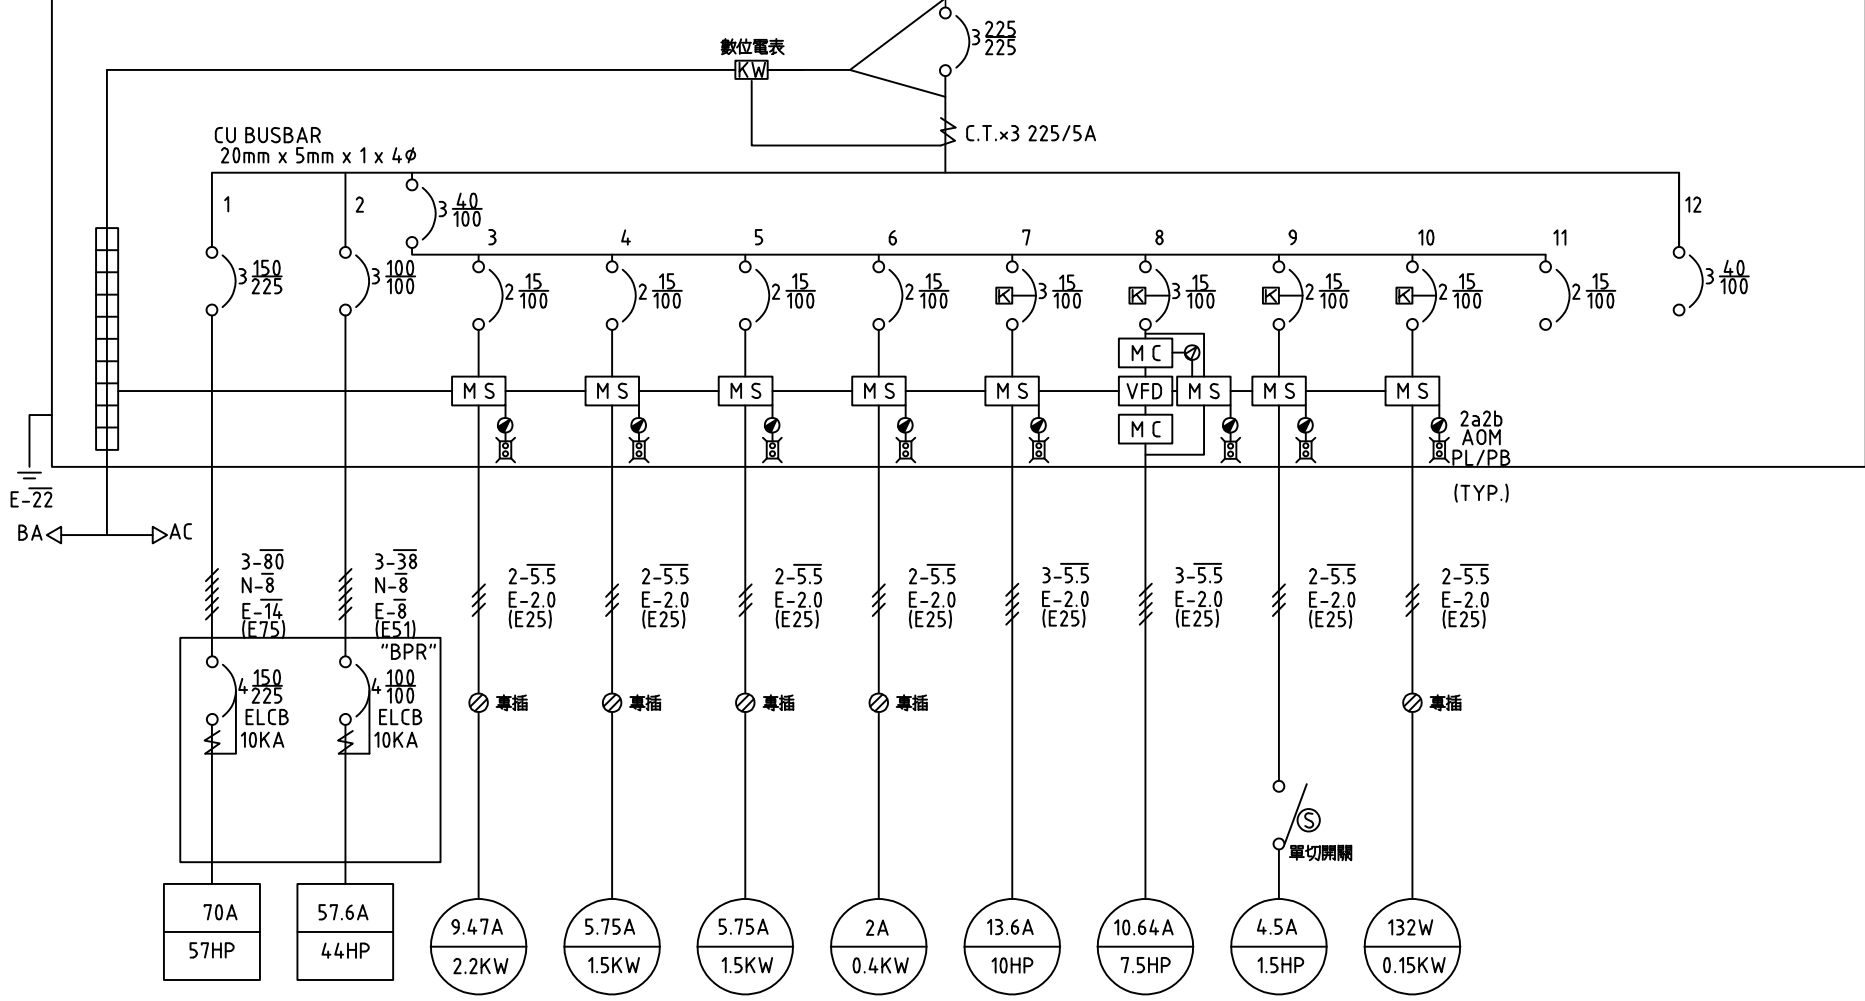 3 225
225
數位電表
KW
C.T.×3 225/5A
CU BUSBAR
20mm x 5mm x 1 x 4ϕ
1
2
3 40
100
12
3
4
5
6
7
8
9
10
11
3 150
225
3 100
100
2 15
100
2 15
100
2 15
100
2 15
100
K
3 15
100
K
3 15
100
K
2 15
100
K
2 15
100
2 15
100
3 40
100
MC
MS
MS
MS
MS
MS
VFD
MS
MS
MS
MC
2a2b
AOM
PL/PB
(TYP.)
E-22
BA
AC
3-80
N-8
E-14
(E75)
3-38
N-8
E-8
(E51)
2-5.5
E-2.0
(E25)
2-5.5
E-2.0
(E25)
2-5.5
E-2.0
(E25)
2-5.5
E-2.0
(E25)
3-5.5
E-2.0
(E25)
3-5.5
E-2.0
(E25)
2-5.5
E-2.0
(E25)
2-5.5
E-2.0
(E25)
"BPR"
4 150
225
ELCB
10KA
4 100
100
ELCB
10KA
專插
專插
專插
專插
專插
S
單切開關
70A
57HP
57.6A
44HP
9.47A
2.2KW
5.75A
1.5KW
5.75A
1.5KW
2A
0.4KW
13.6A
10HP
10.64A
7.5HP
4.5A
1.5HP
132W
0.15KW